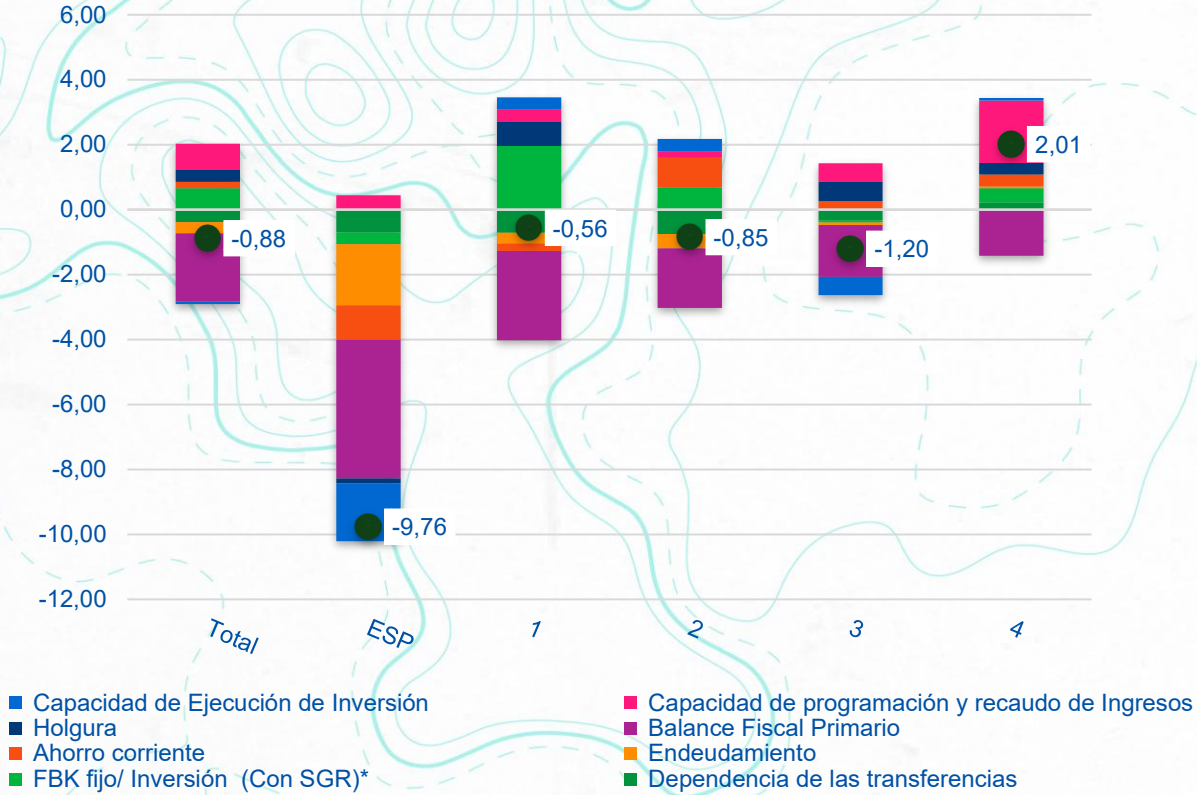 6,00
4,00
2,00
0,00
-2,00
-4,00
-6,00
-8,00
-10,00
-12,00
-0,88
-9,76
-0,56
-0,85
-1,20
2,01
Total
ESP
1
2
3
4
Capacidad de Ejecución de Inversión
Capacidad de programación y recaudo de Ingresos
Holgura
Balance Fiscal Primario
Ahorro corriente
Endeudamiento
FBK fijo/ Inversión (Con SGR)*
Dependencia de las transferencias